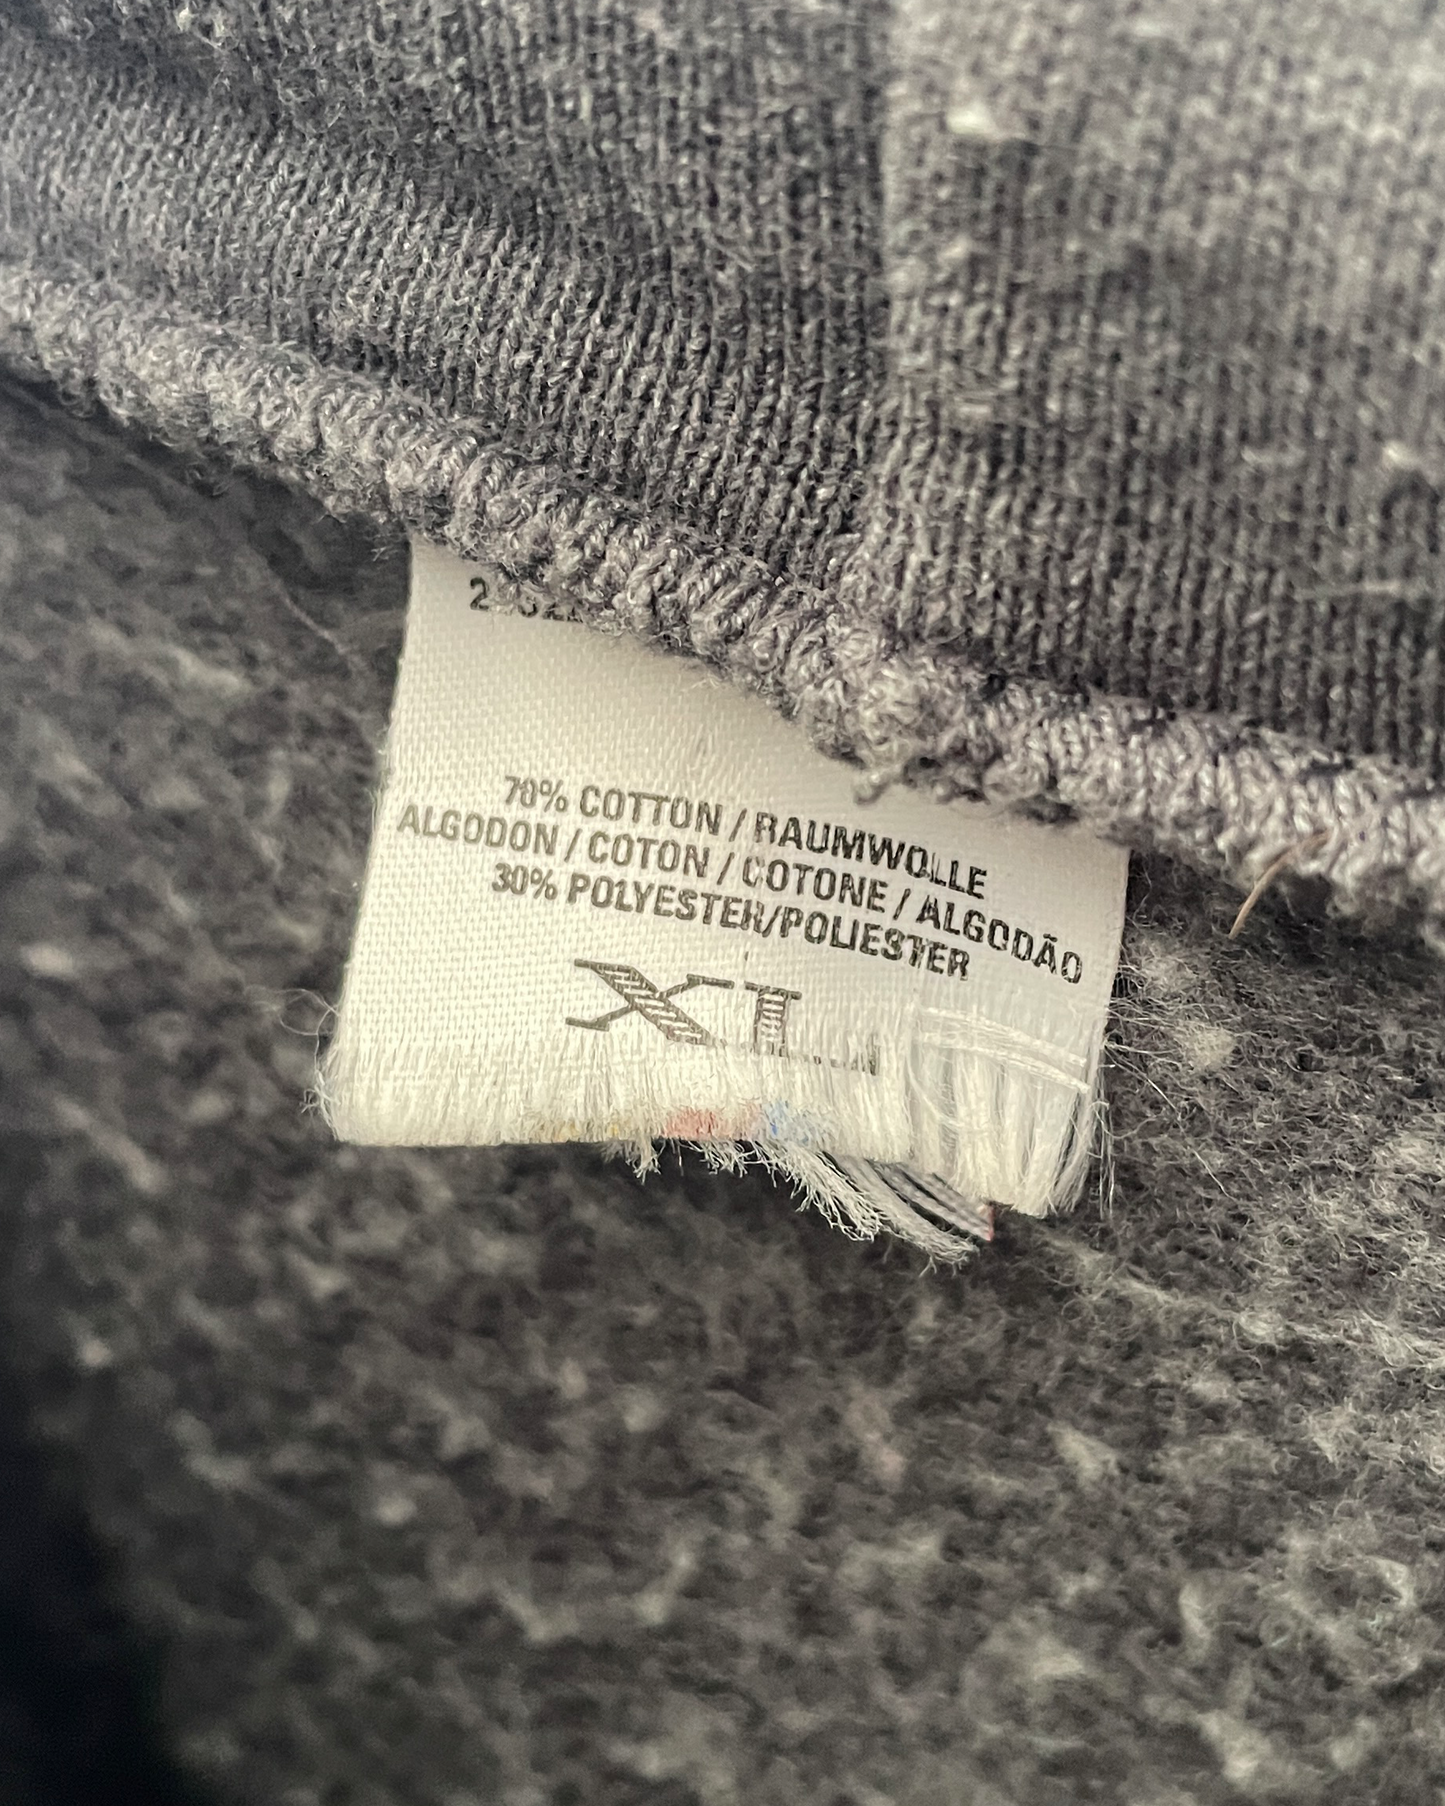 70% COTTON / BAUMWOLLE
ALGODON / COTON / COTONE / ALGODÃO
30% POLYESTER/POLIESTER
XL